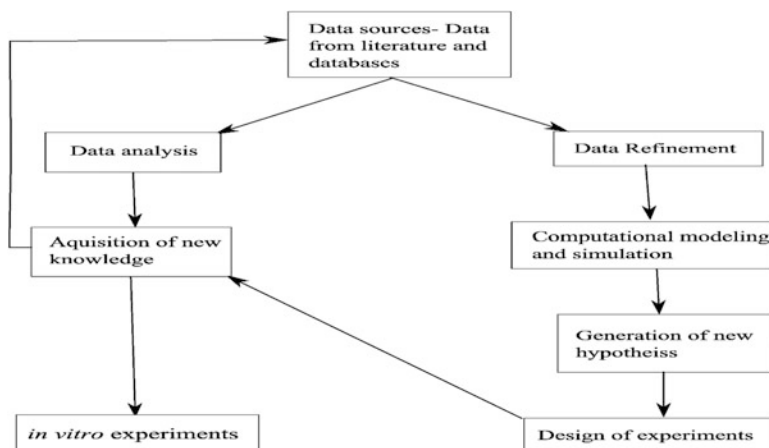 Data sources- Data
from literature and
databases
Data analysis
Data Refinement
Aquisition of new
knowledge
Computational modeling
and simulation
Generation of new
hypotheiss
in vitro experiments
Design of experiments